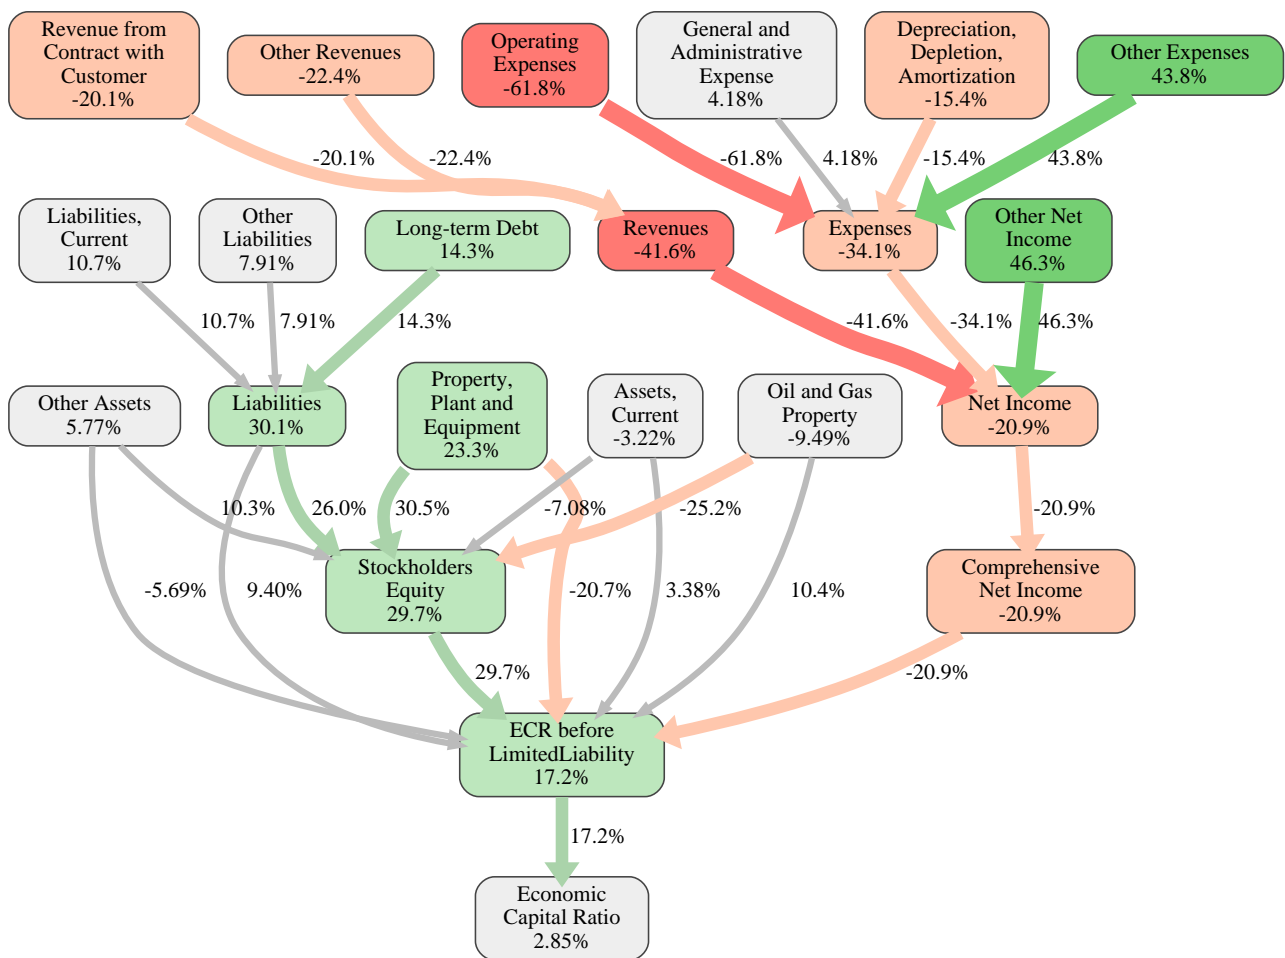 Revenue from
Contract with
Customer
-20.1%
Other Revenues
-22.4%
Operating
Expenses
-61.8%
General and
Administrative
Expense
4.18%
Depreciation,
Depletion,
Amortization
-15.4%
Other Expenses
43.8%
-20.1%
-22.4%
-61.8%
4.18%
-15.4%
43.8%
Liabilities,
Current
10.7%
Other
Liabilities
7.91%
Long-term Debt
14.3%
Revenues
-41.6%
Expenses
-34.1%
Other Net
Income
46.3%
10.7%
7.91%
14.3%
-41.6%
-34.1%
46.3%
Other Assets
5.77%
Liabilities
30.1%
Property,
Plant and
Equipment
23.3%
Assets,
Current
-3.22%
Oil and Gas
Property
-9.49%
Net Income
-20.9%
10.3%
26.0%
30.5%
-7.08%
-25.2%
-20.9%
Stockholders
Equity
29.7%
Comprehensive
Net Income
-20.9%
-5.69%
9.40%
-20.7%
3.38%
10.4%
29.7%
-20.9%
ECR before
LimitedLiability
17.2%
17.2%
Economic
Capital Ratio
2.85%